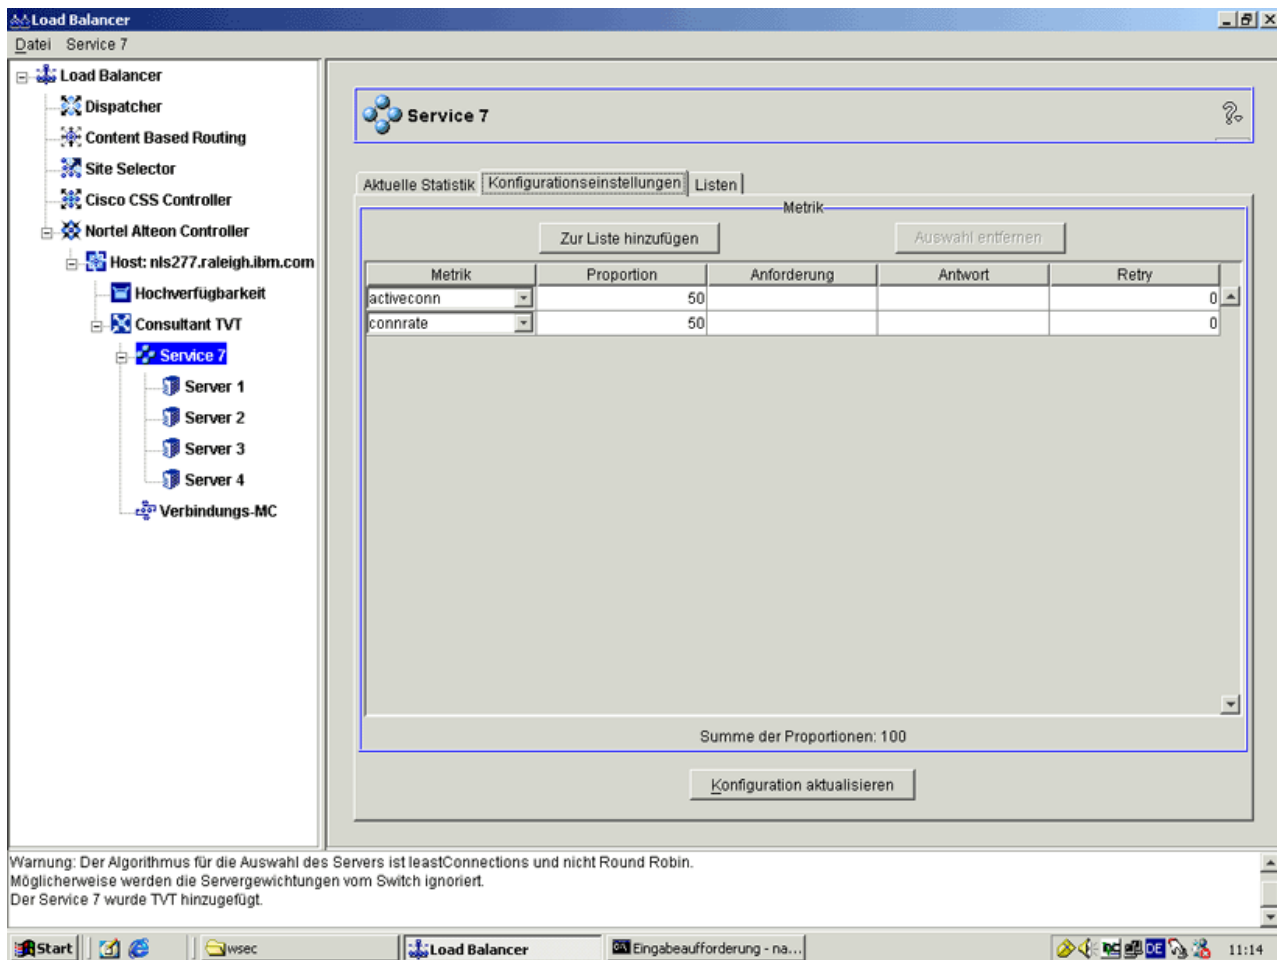 Load Balancer
Datei Service 7
Load Balancer
Dispatcher
Content Based Routing
Site Selector
Cisco CSS Controller
Nortel Alteon Controller
Host: nls277.raleigh.ibm.com
Hochverfügbarkeit
Consultant TVT
Service 7
Server 1
Server 2
Server 3
Server 4
Verbindungs-MC
Service 7
Aktuelle Statistik Konfigurationseinstellungen Listen
Metrik
Zur Liste hinzufügen Auswahl entfernen
Metrik Proportion Anforderung Antwort Retry
activeconn 50 0
connrate 50 0
Summe der Proportionen: 100
Konfiguration aktualisieren
Warnung: Der Algorithmus für die Auswahl des Servers ist leastConnections und nicht Round Robin.
Möglicherweise werden die Servergewichtungen vom Switch ignoriert.
Der Service 7 wurde TVT hinzugefügt.
Start wsec Load Balancer Eingabeaufforderung - na... DE 11:14